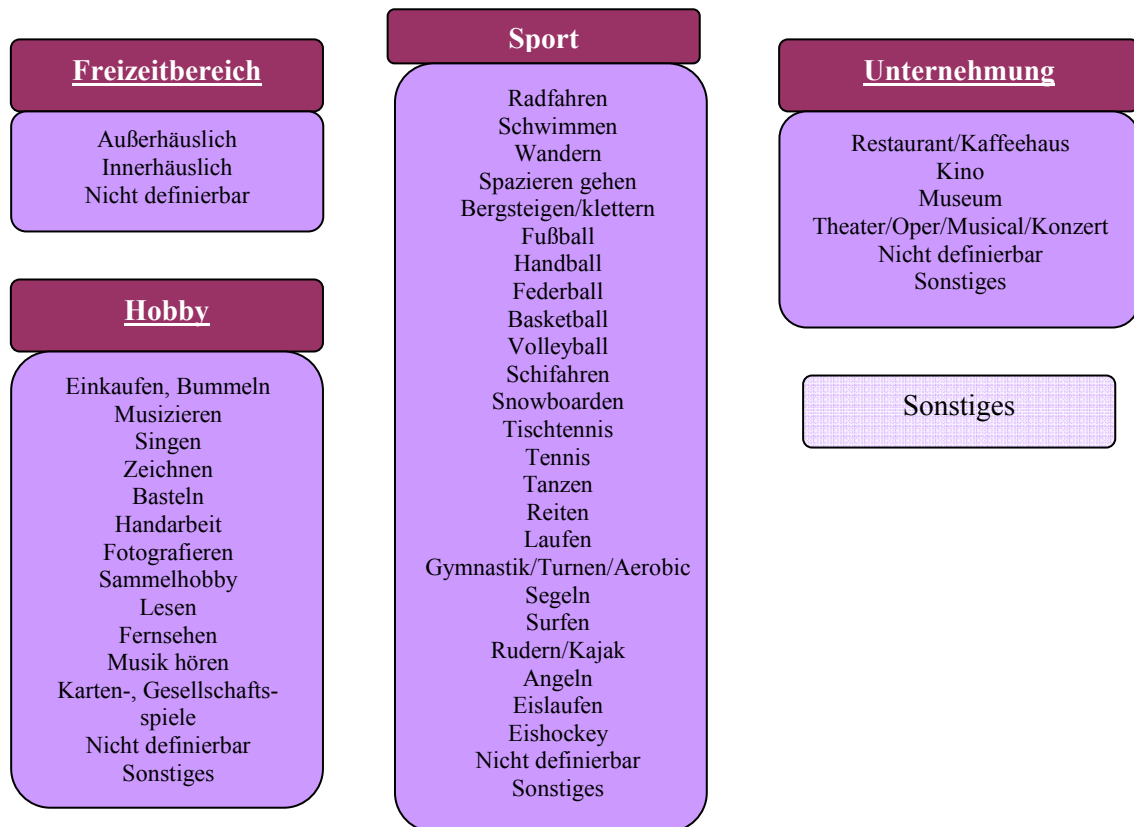 Freizeitbereich
Außerhäuslich
Innerhäuslich
Nicht definierbar
Hobby
Einkaufen, Bummeln
Musizieren
Singen
Zeichnen
Basteln
Handarbeit
Fotografieren
Sammelhobby
Lesen
Fernsehen
Musik hören
Karten-, Gesellschafts-
spiele
Nicht definierbar
Sonstiges
Sport
Radfahren
Schwimmen
Wandern
Spazieren gehen
Bergsteigen/klettern
Fußball
Handball
Federball
Basketball
Volleyball
Schifahren
Snowboarden
Tischtennis
Tennis
Tanzen
Reiten
Laufen
Gymnastik/Turnen/Aerobic
Segeln
Surfen
Rudern/Kajak
Angeln
Eislaufen
Eishockey
Nicht definierbar
Sonstiges
Unternehmung
Restaurant/Kaffeehaus
Kino
Museum
Theater/Oper/Musical/Konzert
Nicht definierbar
Sonstiges
Sonstiges